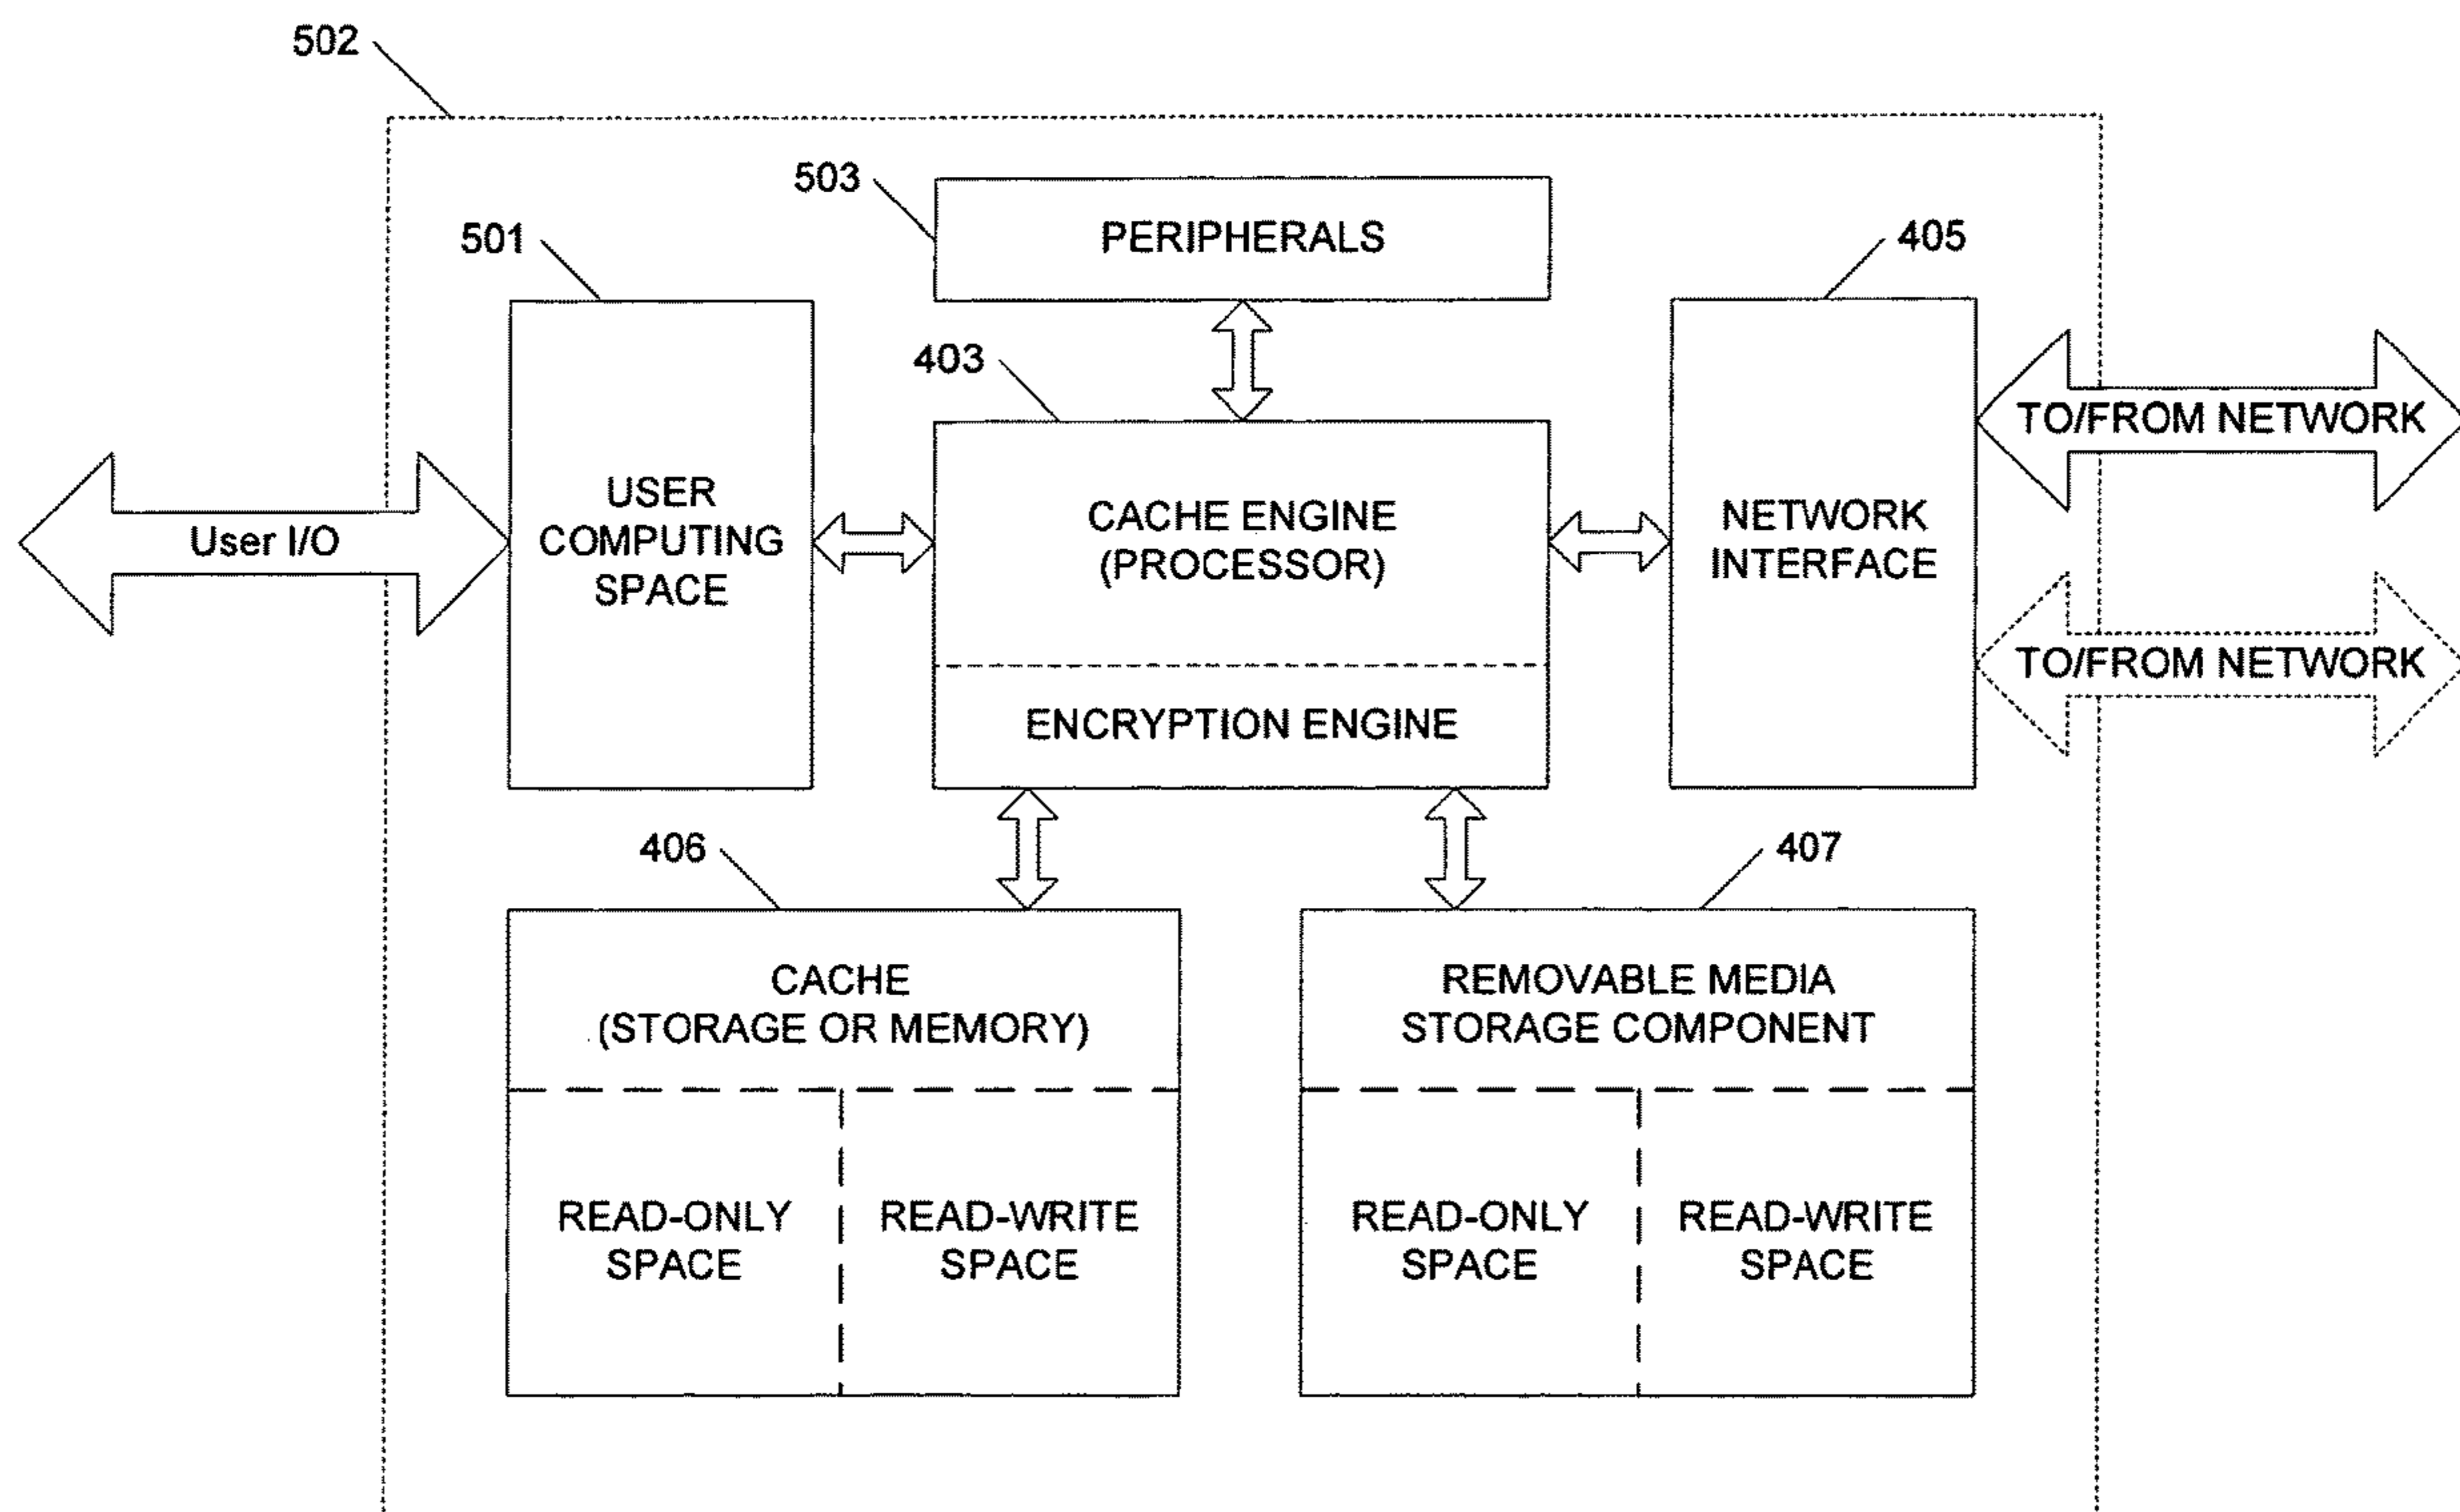 502
503
PERIPHERALS
501
405
403
TO/FROM NETWORK
USER
COMPUTING
SPACE
CACHE ENGINE
(PROCESSOR)
NETWORK
INTERFACE
User I/O
TO/FROM NETWORK
ENCRYPTION ENGINE
406
407
CACHE
(STORAGE OR MEMORY)
REMOVABLE MEDIA
STORAGE COMPONENT
READ-ONLY
SPACE
READ-WRITE
SPACE
READ-ONLY
SPACE
READ-WRITE
SPACE